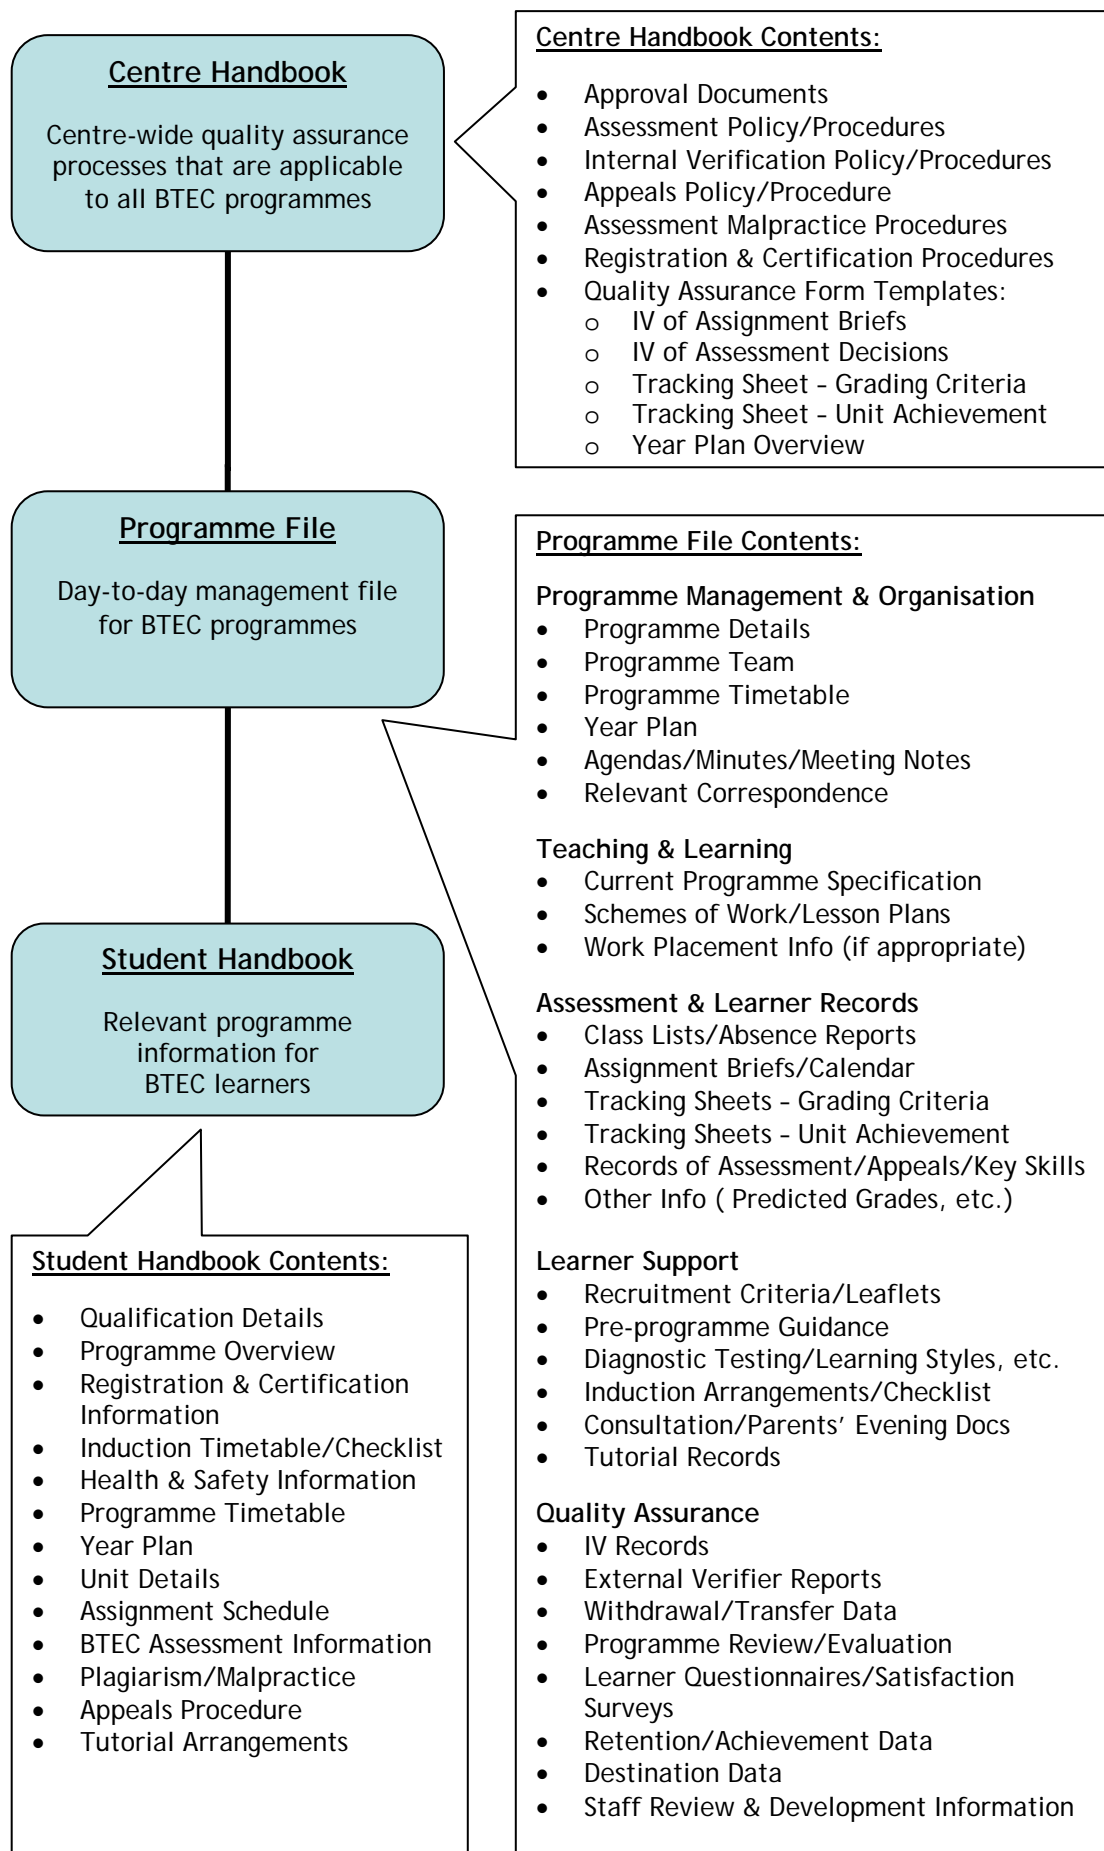 Centre Handbook
Centre-wide quality assurance
processes that are applicable
to all BTEC programmes
Centre Handbook Contents:
• Approval Documents
• Assessment Policy/Procedures
• Internal Verification Policy/Procedures
• Appeals Policy/Procedure
• Assessment Malpractice Procedures
• Registration & Certification Procedures
• Quality Assurance Form Templates:
o IV of Assignment Briefs
o IV of Assessment Decisions
o Tracking Sheet – Grading Criteria
o Tracking Sheet – Unit Achievement
o Year Plan Overview
Programme File
Day-to-day management file
for BTEC programmes
Programme File Contents:
Programme Management & Organisation
• Programme Details
• Programme Team
• Programme Timetable
• Year Plan
• Agendas/Minutes/Meeting Notes
• Relevant Correspondence
Teaching & Learning
• Current Programme Specification
• Schemes of Work/Lesson Plans
• Work Placement Info (if appropriate)
Assessment & Learner Records
• Class Lists/Absence Reports
• Assignment Briefs/Calendar
• Tracking Sheets – Grading Criteria
• Tracking Sheets – Unit Achievement
• Records of Assessment/Appeals/Key Skills
• Other Info ( Predicted Grades, etc.)
Learner Support
• Recruitment Criteria/Leaflets
• Pre-programme Guidance
• Diagnostic Testing/Learning Styles, etc.
• Induction Arrangements/Checklist
• Consultation/Parents’ Evening Docs
• Tutorial Records
Quality Assurance
• IV Records
• External Verifier Reports
• Withdrawal/Transfer Data
• Programme Review/Evaluation
• Learner Questionnaires/Satisfaction
Surveys
• Retention/Achievement Data
• Destination Data
• Staff Review & Development Information
Student Handbook
Relevant programme
information for
BTEC learners
Student Handbook Contents:
• Qualification Details
• Programme Overview
• Registration & Certification
Information
• Induction Timetable/Checklist
• Health & Safety Information
• Programme Timetable
• Year Plan
• Unit Details
• Assignment Schedule
• BTEC Assessment Information
• Plagiarism/Malpractice
• Appeals Procedure
• Tutorial Arrangements